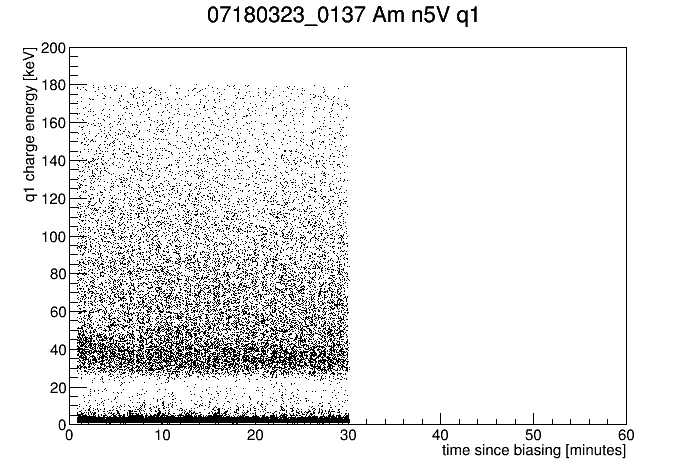 07180323_0137 Am n5V q1
q1 charge energy [keV]
200
180
160
140
120
100
80
60
40
20
0
0 10 20 30 40 50 60
time since biasing [minutes]